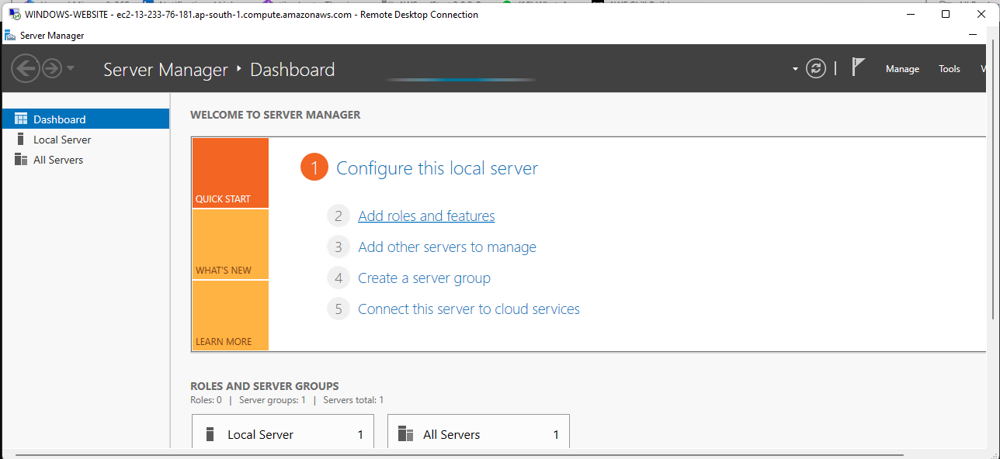 WINDOWS-WEBSITE - ec2-13-233-76-181.ap-south-1.compute.amazonaws.com - Remote Desktop Connection
Server Manager
Server Manager ‣ Dashboard
Manage Tools
Dashboard
Local Server
All Servers
WELCOME TO SERVER MANAGER
QUICK START
WHAT'S NEW
LEARN MORE
1 Configure this local server
2 Add roles and features
3 Add other servers to manage
4 Create a server group
5 Connect this server to cloud services
ROLES AND SERVER GROUPS
Roles: 0 | Server groups: 1 | Servers total: 1
Local Server 1
All Servers 1